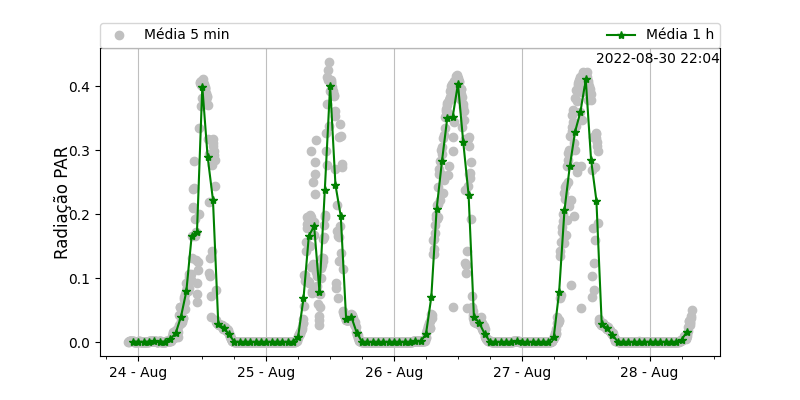 Média 5 min
Média 1 h
2022-08-30 22:04
Radiação PAR
0.4
0.3
0.2
0.1
0.0
24 - Aug
25 - Aug
26 - Aug
27 - Aug
28 - Aug